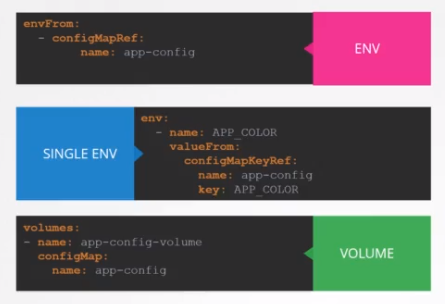 envFrom:
  - configMapRef:
        name: app-config
ENV
SINGLE ENV
env:
  - name: APP_COLOR
    valueFrom:
      configMapKeyRef:
        name: app-config
        key: APP_COLOR
volumes:
- name: app-config-volume
  configMap:
    name: app-config
VOLUME